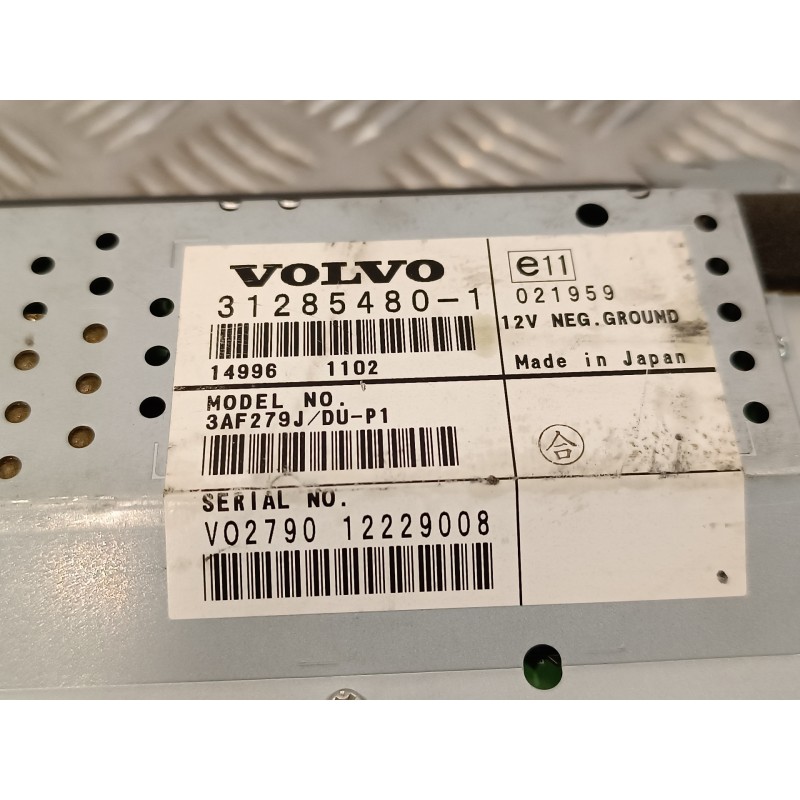 VOLVO
31285480-1
14996 1102
MODEL NO.
3AF279J/DU-P1
SERIAL NO.
VO2790 12229008
e11
021959
12V NEG.GROUND
Made in Japan
合